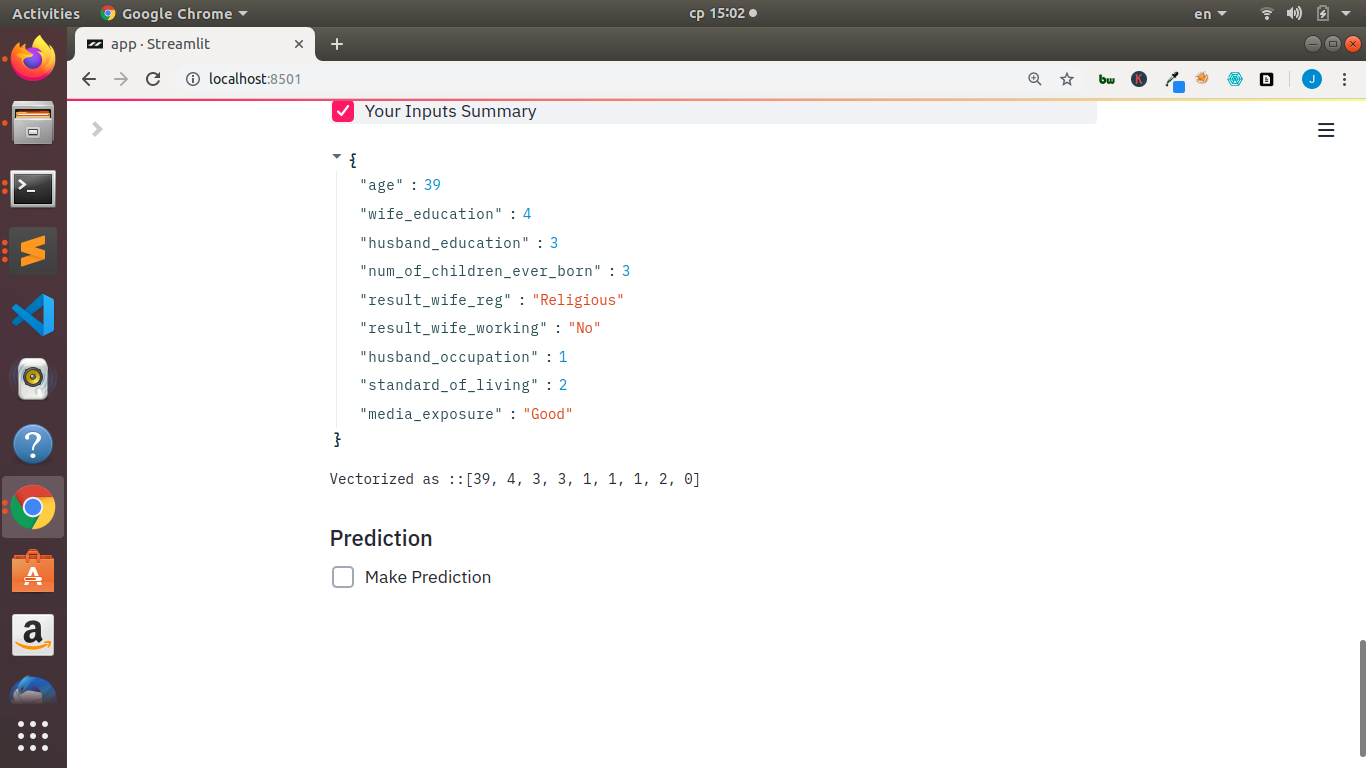 Activities Google Chrome ср 15:02 en
app · Streamlit
localhost:8501 bw K J
Your Inputs Summary
{
"age" : 39
"wife_education" : 4
"husband_education" : 3
"num_of_children_ever_born" : 3
"result_wife_reg" : "Religious"
"result_wife_working" : "No"
"husband_occupation" : 1
"standard_of_living" : 2
"media_exposure" : "Good"
}
Vectorized as ::[39, 4, 3, 3, 1, 1, 1, 2, 0]
Prediction
Make Prediction